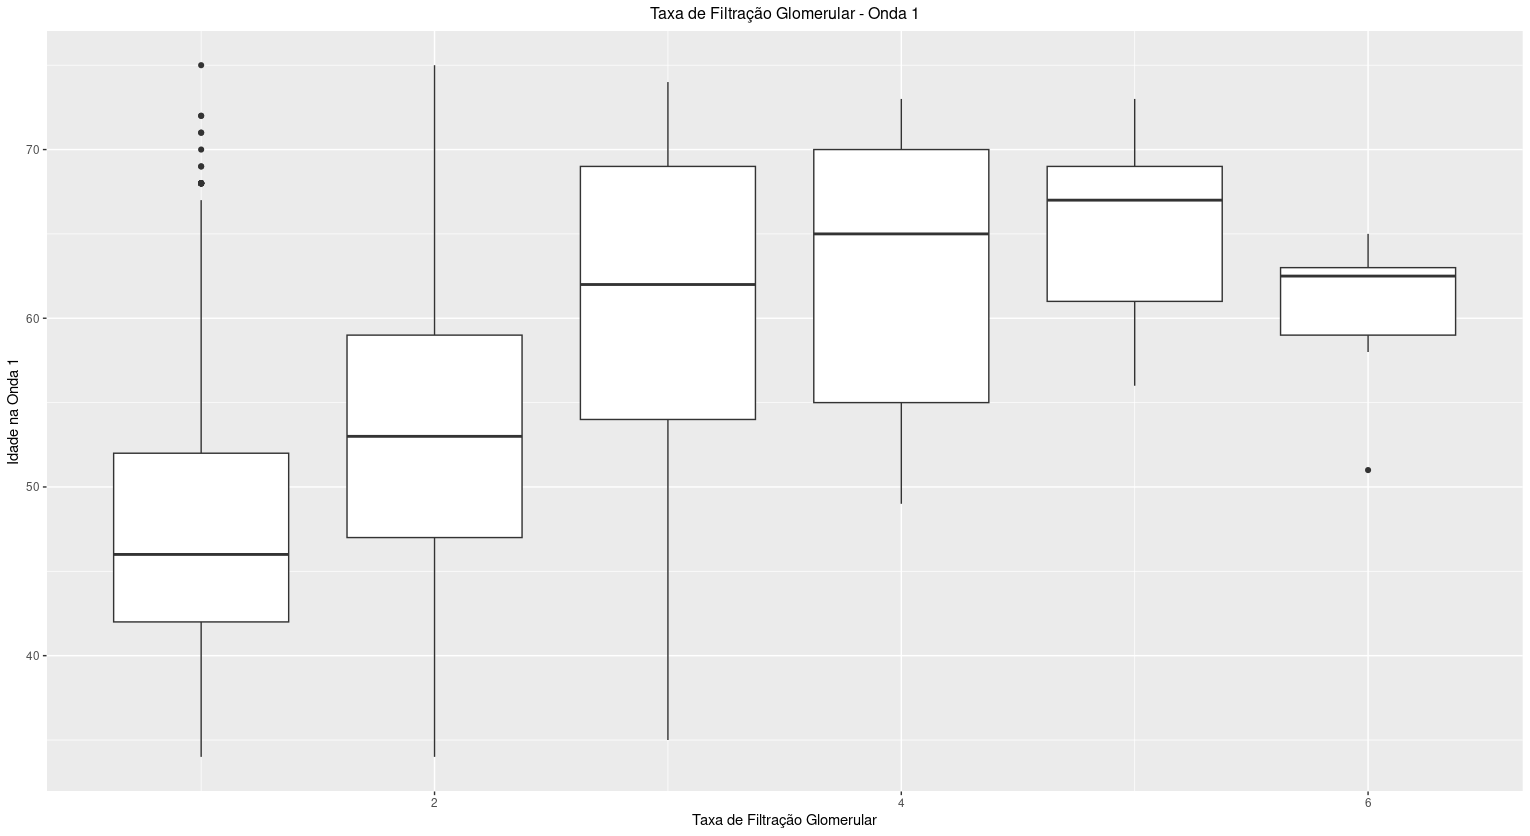 Taxa de Filtração Glomerular - Onda 1
70
60
50
40
Idade na Onda 1
2
4
6
Taxa de Filtração Glomerular